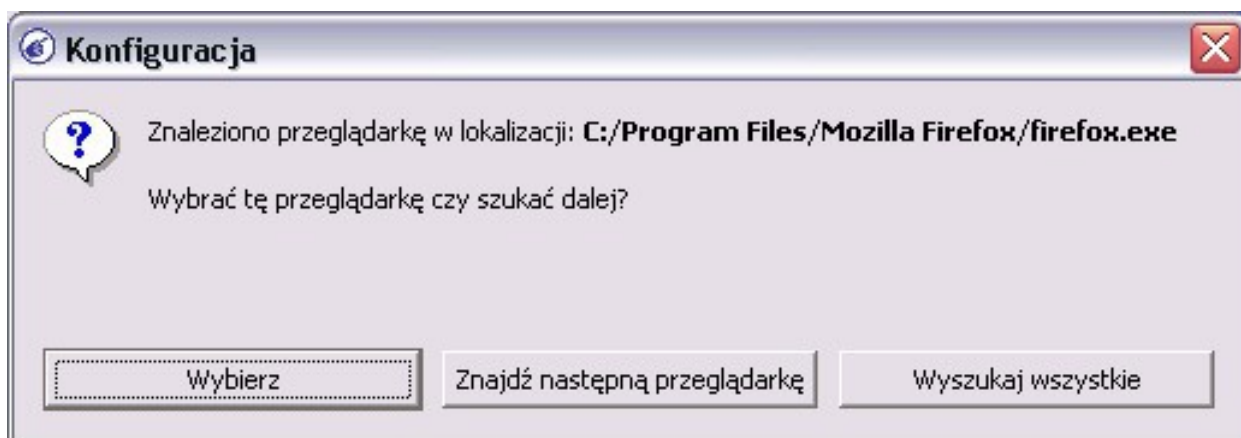 Konfiguracja
Znaleziono przeglądarkę w lokalizacji: C:/Program Files/Mozilla Firefox/firefox.exe
Wybrać tę przeglądarkę czy szukać dalej?
Wybierz Znajdź następną przeglądarkę Wyszukaj wszystkie